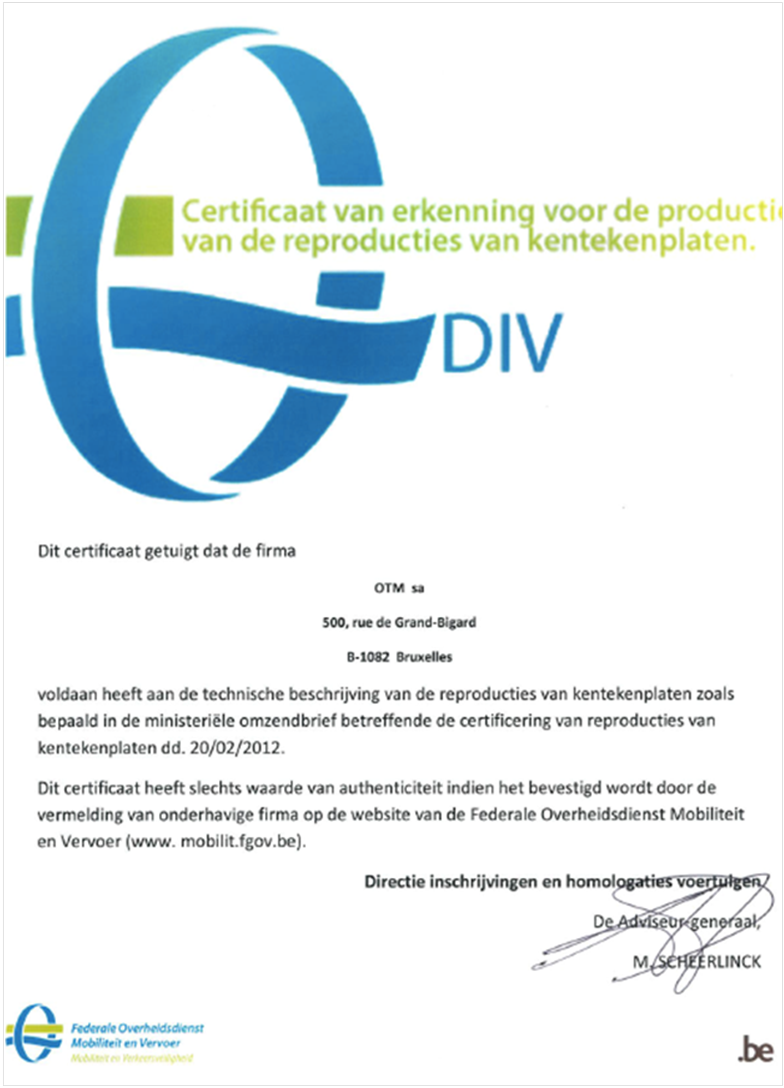 Certificaat van erkenning voor de producti
van de reproducties van kentekenplaten.
DIV
Dit certificaat getuigt dat de firma
OTM sa
500, rue de Grand-Bigard
B-1082 Bruxelles
voldaan heeft aan de technische beschrijving van de reproducties van kentekenplaten zoals
bepaald in de ministeriële omzendbrief betreffende de certificering van reproducties van
kentekenplaten dd. 20/02/2012.
Dit certificaat heeft slechts waarde van authenticiteit indien het bevestigd wordt door de
vermelding van onderhavige firma op de website van de Federale Overheidsdienst Mobiliteit
en Vervoer (www. mobilit.fgov.be).
Directie inschrijvingen en homologaties voertuigen,
De Adviseur-generaal,
M. SCHEERLINCK
Federale Overheidsdienst
Mobiliteit en Vervoer
Mobiliteit en Verkeersveiligheid
.be